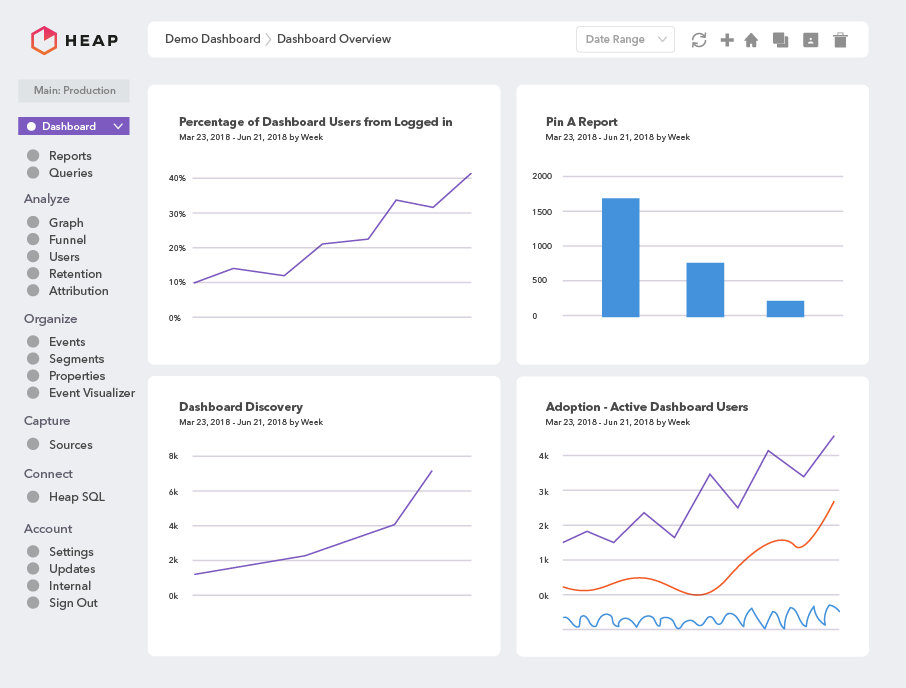 HEAP
Demo Dashboard Dashboard Overview
Date Range
Main: Production
Dashboard
Reports
Queries
Analyze
Graph
Funnel
Users
Retention
Attribution
Organize
Events
Segments
Properties
Event Visualizer
Capture
Sources
Connect
Heap SQL
Account
Settings
Updates
Internal
Sign Out
Percentage of Dashboard Users from Logged in
Mar 23, 2018 - Jun 21, 2018 by Week
40%
30%
20%
10%
0%
Pin A Report
Mar 23, 2018 - Jun 21, 2018 by Week
2000
1500
1000
500
0
Dashboard Discovery
Mar 23, 2018 - Jun 21, 2018 by Week
8k
6k
4k
2k
0k
Adoption - Active Dashboard Users
Mar 23, 2018 - Jun 21, 2018 by Week
4k
3k
2k
1k
0k